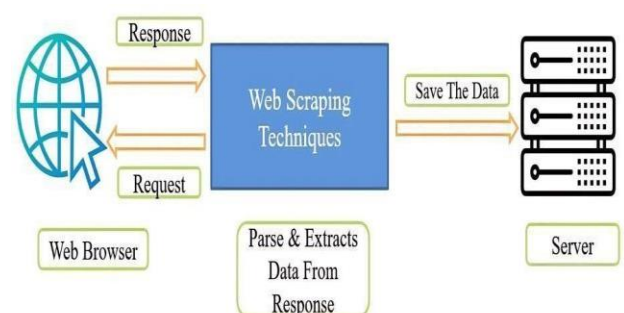 Response
Web Scraping
Techniques
Save The Data
Request
Web Browser
Parse & Extracts
Data From
Response
Server